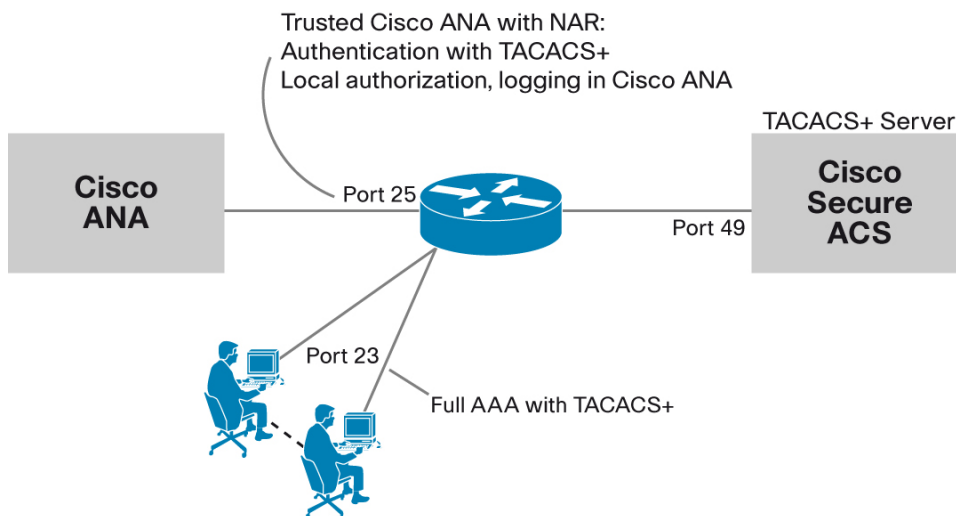 Trusted Cisco ANA with NAR:
Authentication with TACACS+
Local authorization, logging in Cisco ANA
TACACS+ Server
Cisco
ANA
Port 25
Port 49
Cisco
Secure
ACS
Port 23
Full AAA with TACACS+